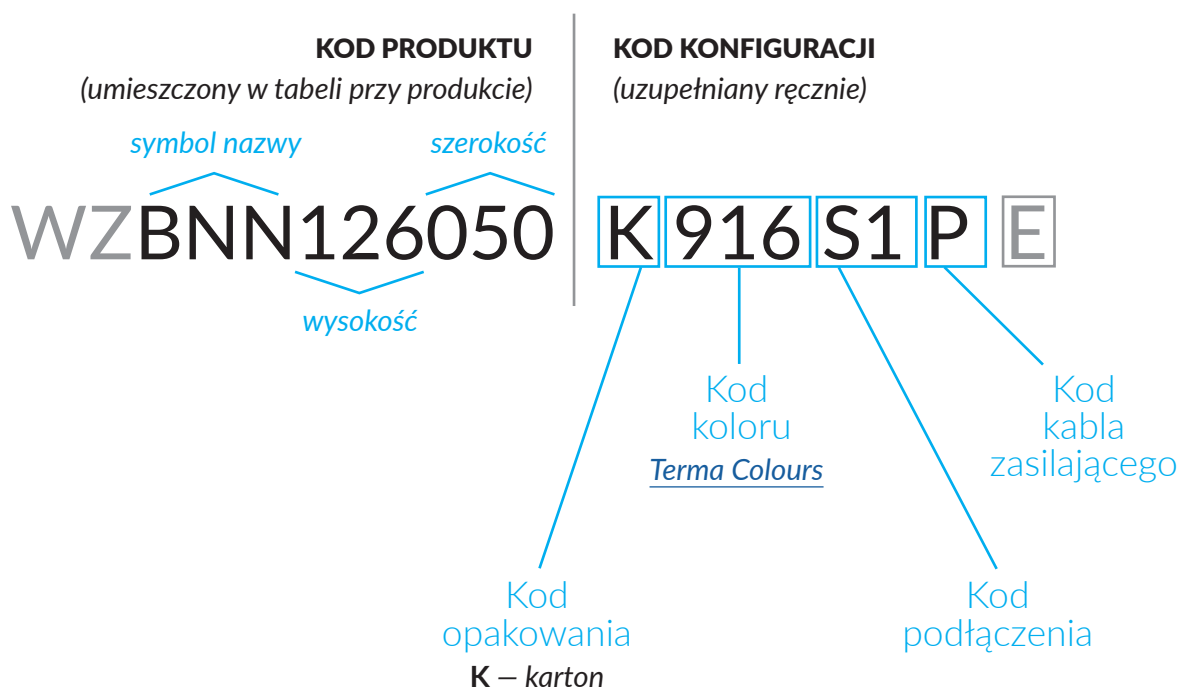 KOD PRODUKTU
(umieszczony w tabeli przy produkcie)
KOD KONFIGURACJI
(uzupełniany ręcznie)
symbol nazwy
szerokość
WZBNN126050
K 916 S1 P E
wysokość
Kod
koloru
Terma Colours
Kod
kabla
zasilającego
Kod
opakowania
K – karton
Kod
podłączenia